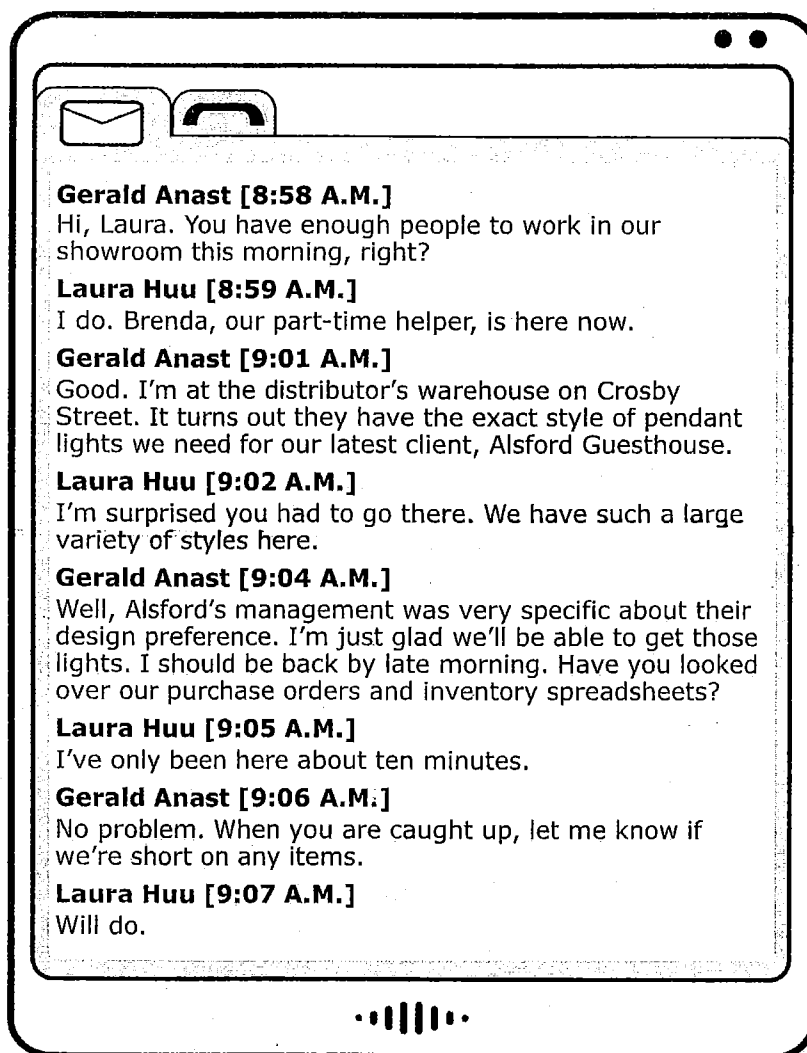 Gerald Anast [8:58 A.M.]
Hi, Laura. You have enough people to work in our
showroom this morning, right?
Laura Huu [8:59 A.M.]
I do. Brenda, our part-time helper, is here now.
Gerald Anast [9:01 A.M.]
Good. I'm at the distributor's warehouse on Crosby
Street. It turns out they have the exact style of pendant
lights we need for our latest client, Alsford Guesthouse.
Laura Huu [9:02 A.M.]
I'm surprised you had to go there. We have such a large
variety of styles here.
Gerald Anast [9:04 A.M.]
Well, Alsford's management was very specific about their
design preference. I'm just glad we'll be able to get those
lights. I should be back by late morning. Have you looked
over our purchase orders and inventory spreadsheets?
Laura Huu [9:05 A.M.]
I've only been here about ten minutes.
Gerald Anast [9:06 A.M.]
No problem. When you are caught up, let me know if
we're short on any items.
Laura Huu [9:07 A.M.]
Will do.